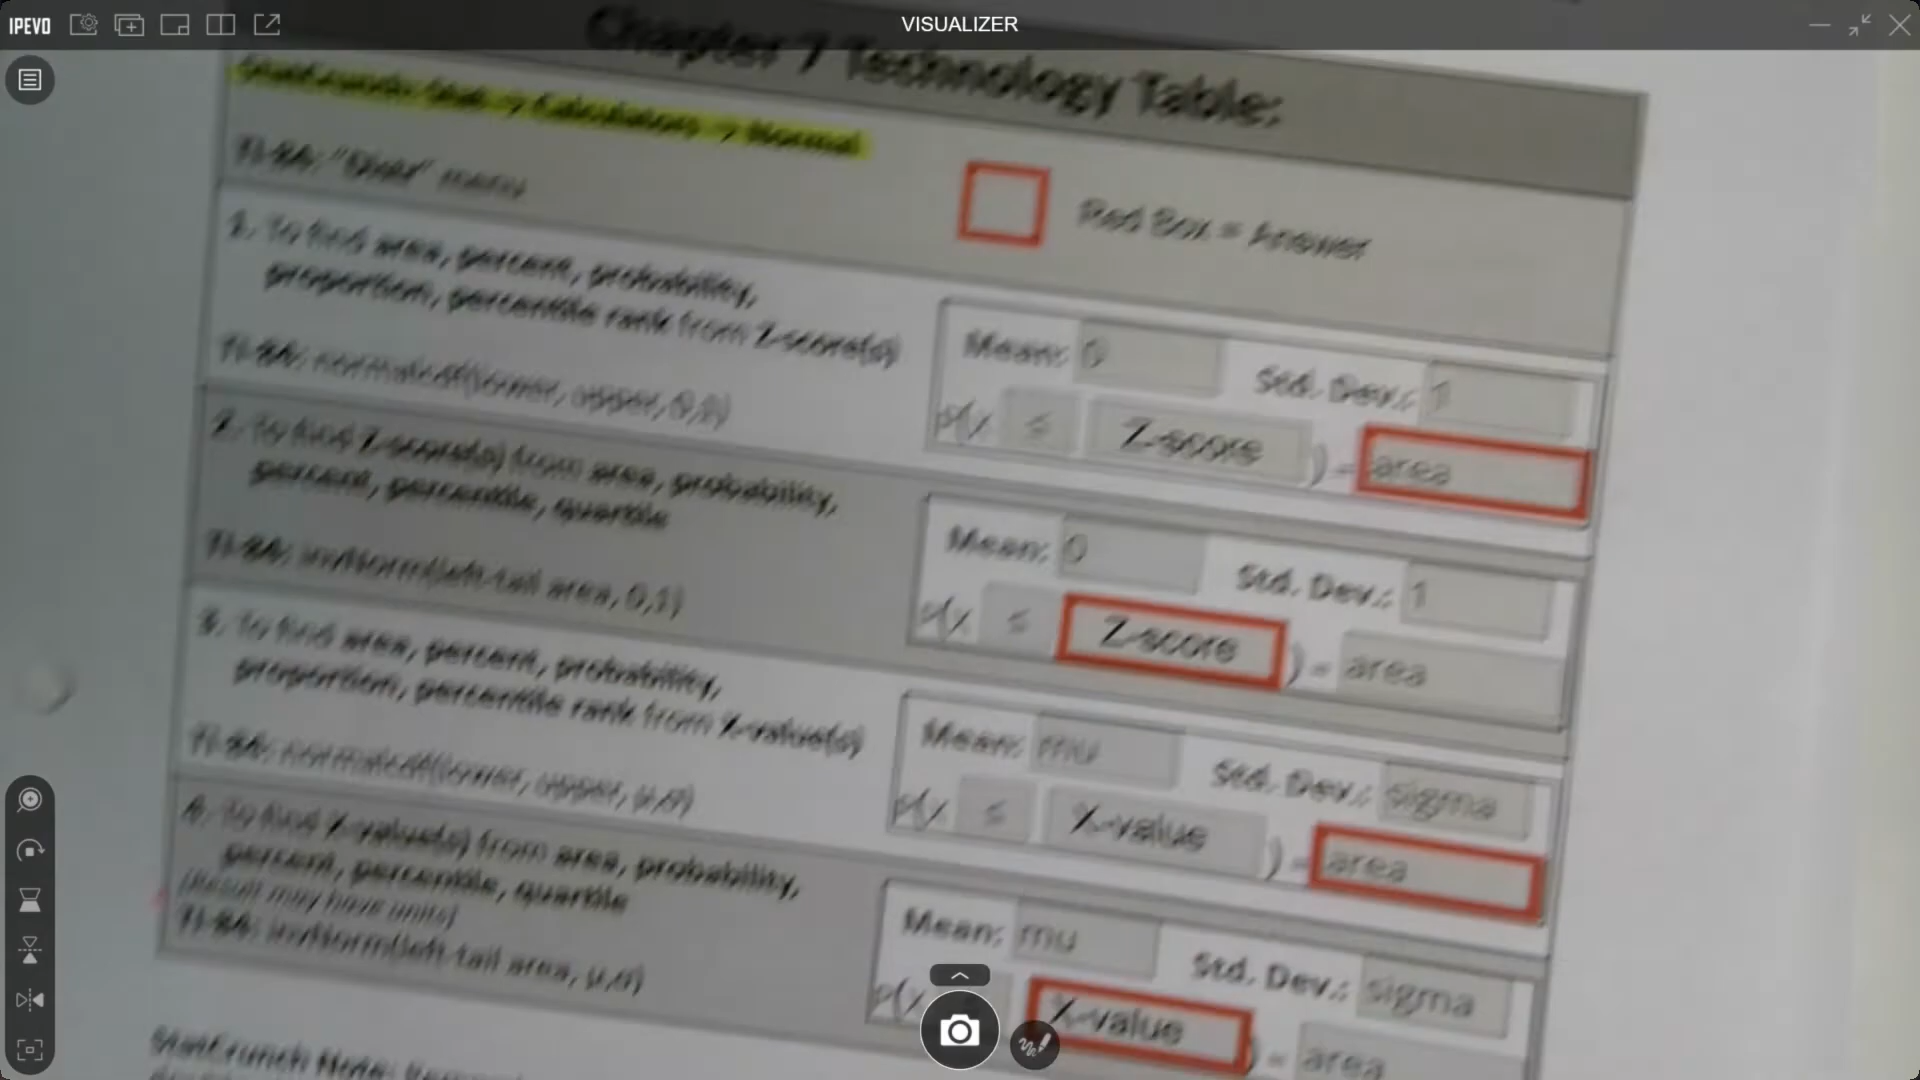 IPEVO
VISUALIZER
Chapter 7 Technology Table:
StatCrunch: Stat -> Calculators -> Normal
TI-84: "Distr" menu
Red Box = Answer
1. To find area, percent, probability,
proportion, percentile rank from Z-score(s)
TI-84: normalcdf(lower, upper, 0,1)
Mean: 0
Std. Dev.: 1
P(x ≤ Z-score ) = area
2. To find Z-score(s) from area, probability,
percent, percentile, quartile
TI-84: invNorm(left-tail area, 0,1)
Mean: 0
Std. Dev.: 1
P(x ≤ Z-score ) = area
3. To find area, percent, probability,
proportion, percentile rank from X-value(s)
TI-84: normalcdf(lower, upper, μ,σ)
Mean: mu
Std. Dev.: sigma
P(x ≤ X-value ) = area
4. To find X-value(s) from area, probability,
percent, percentile, quartile
(Result may have units)
TI-84: invNorm(left-tail area, μ,σ)
Mean: mu
Std. Dev.: sigma
P(x X-value ) = area
StatCrunch Note: